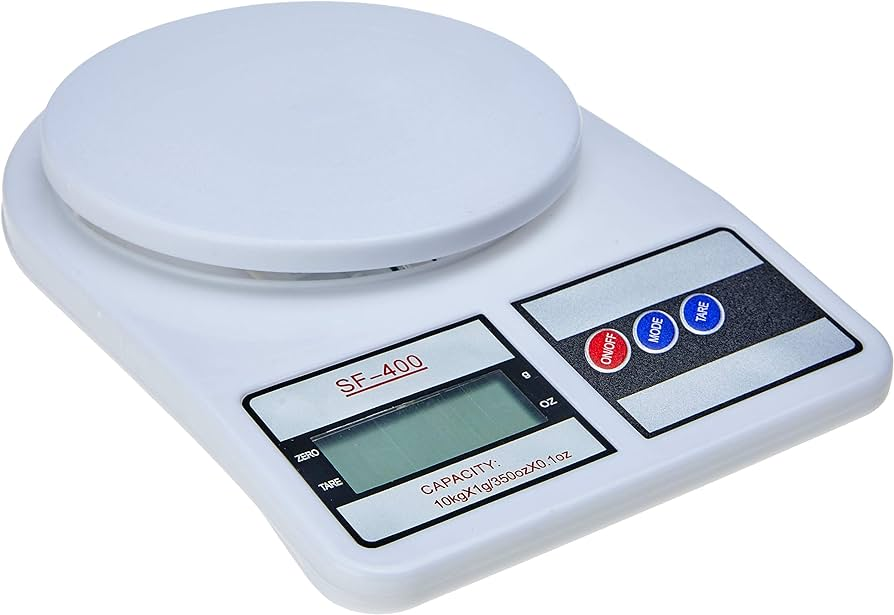 SF-400
g
OZ
ZERO
TARE
CAPACITY:
10kgX1g/350ozX0.1oz
ON/OFF
MODE
TARE